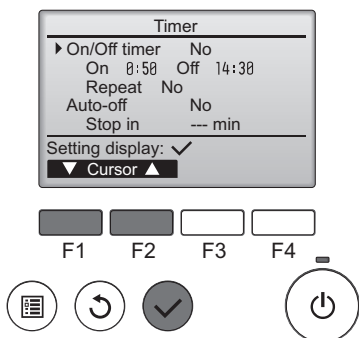 Timer
On/Off timer No
On 0:50 Off 14:30
Repeat No
Auto-off No
Stop in --- min
Setting display: ✓
▼ Cursor ▲
F1 F2 F3 F4